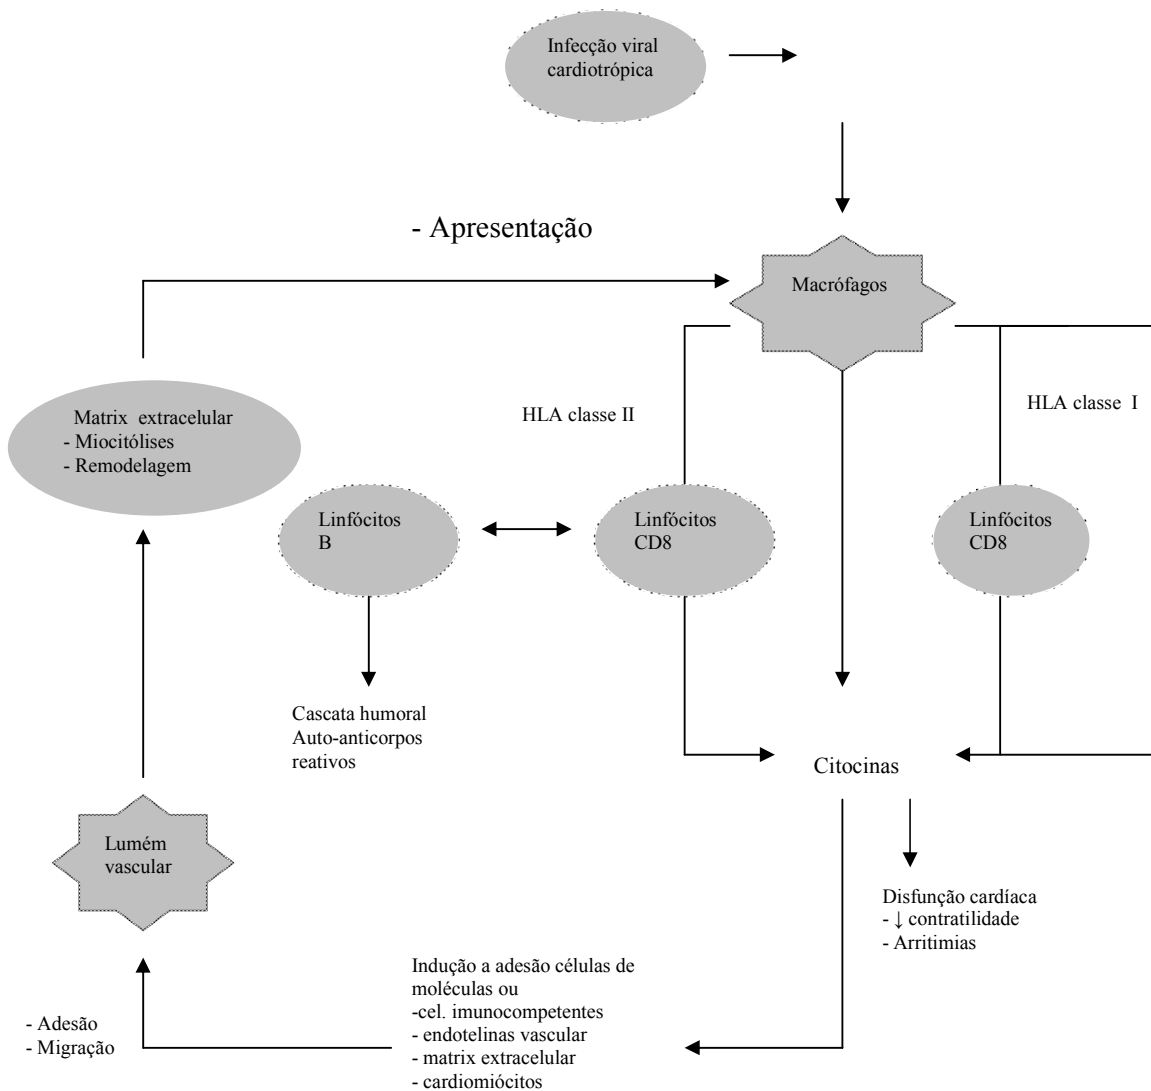 Infecção viral
cardiotrópica
- Apresentação
Macrófagos
HLA classe II
HLA classe I
Matrix extracelular
- Miocitólises
- Remodelagem
Linfócitos
B
Linfócitos
CD8
Linfócitos
CD8
Cascata humoral
Auto-anticorpos
reativos
Citocinas
Lumém
vascular
Disfunção cardíaca
- ↓ contratilidade
- Arritimias
Indução a adesão células de
moléculas ou
-cel. imunocompetentes
- endotelinas vascular
- matrix extracelular
- cardiomiócitos
- Adesão
- Migração